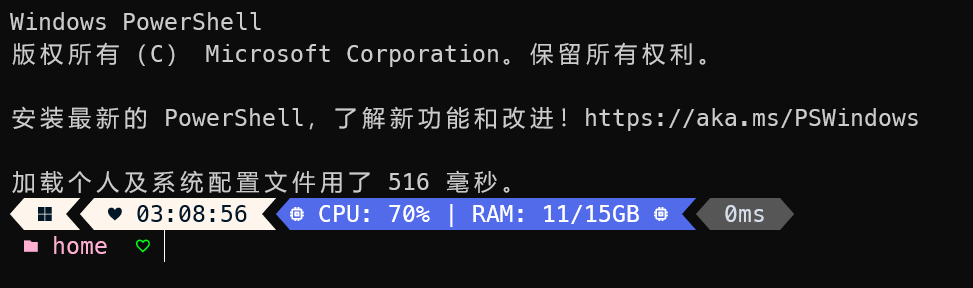 Windows PowerShell
版权所有 (C)  Microsoft Corporation。保留所有权利。
安装最新的 PowerShell，了解新功能和改进！https://aka.ms/PSWindows
加载个人及系统配置文件用了 516 毫秒。
03:08:56 CPU: 70% | RAM: 11/15GB 0ms
home